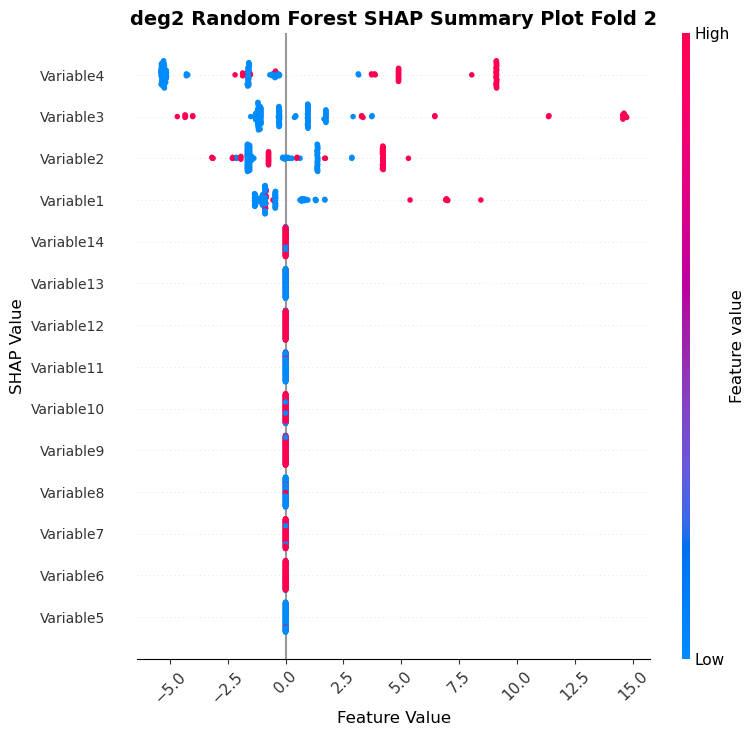 deg2 Random Forest SHAP Summary Plot Fold 2
High
Variable4
Variable3
Variable2
Variable1
Variable14
Variable13
Variable12
Variable11
Variable10
Variable9
Variable8
Variable7
Variable6
Variable5
SHAP Value
Feature value
Low
−5.0
−2.5
0.0
2.5
5.0
7.5
10.0
12.5
15.0
Feature Value